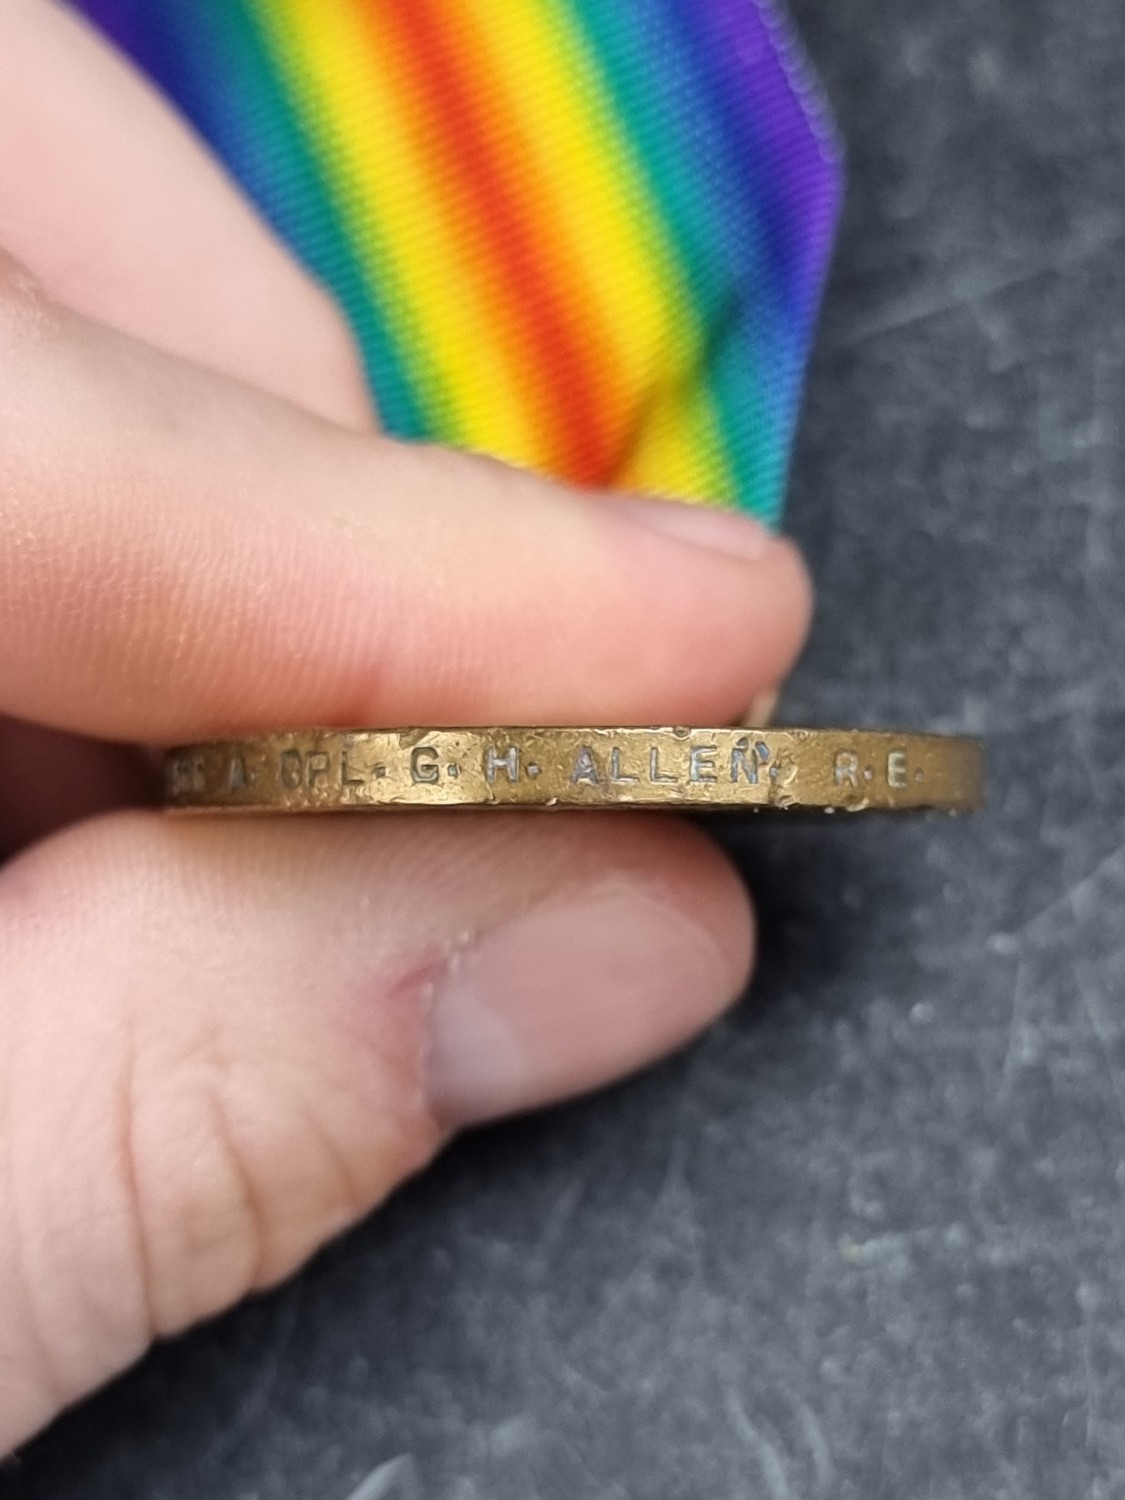 A. CPL. G. H. ALLEN. R.E.